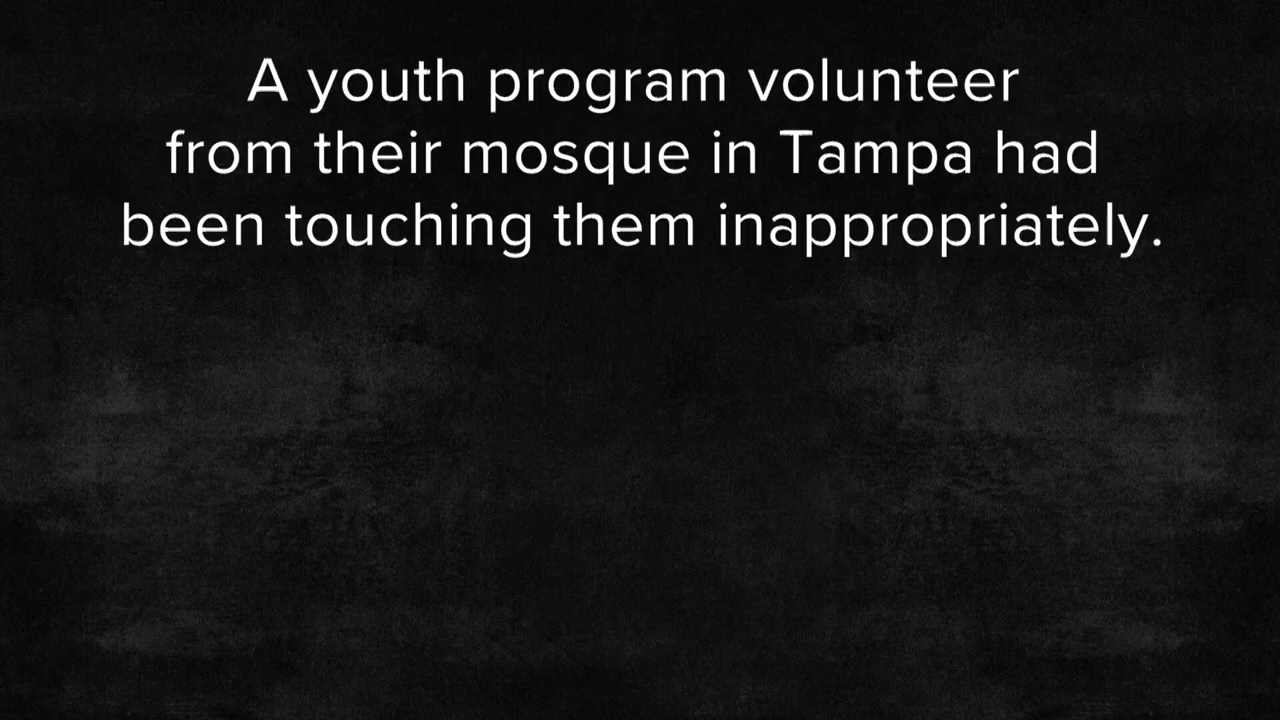 A youth program volunteer
from their mosque in Tampa had
been touching them inappropriately.